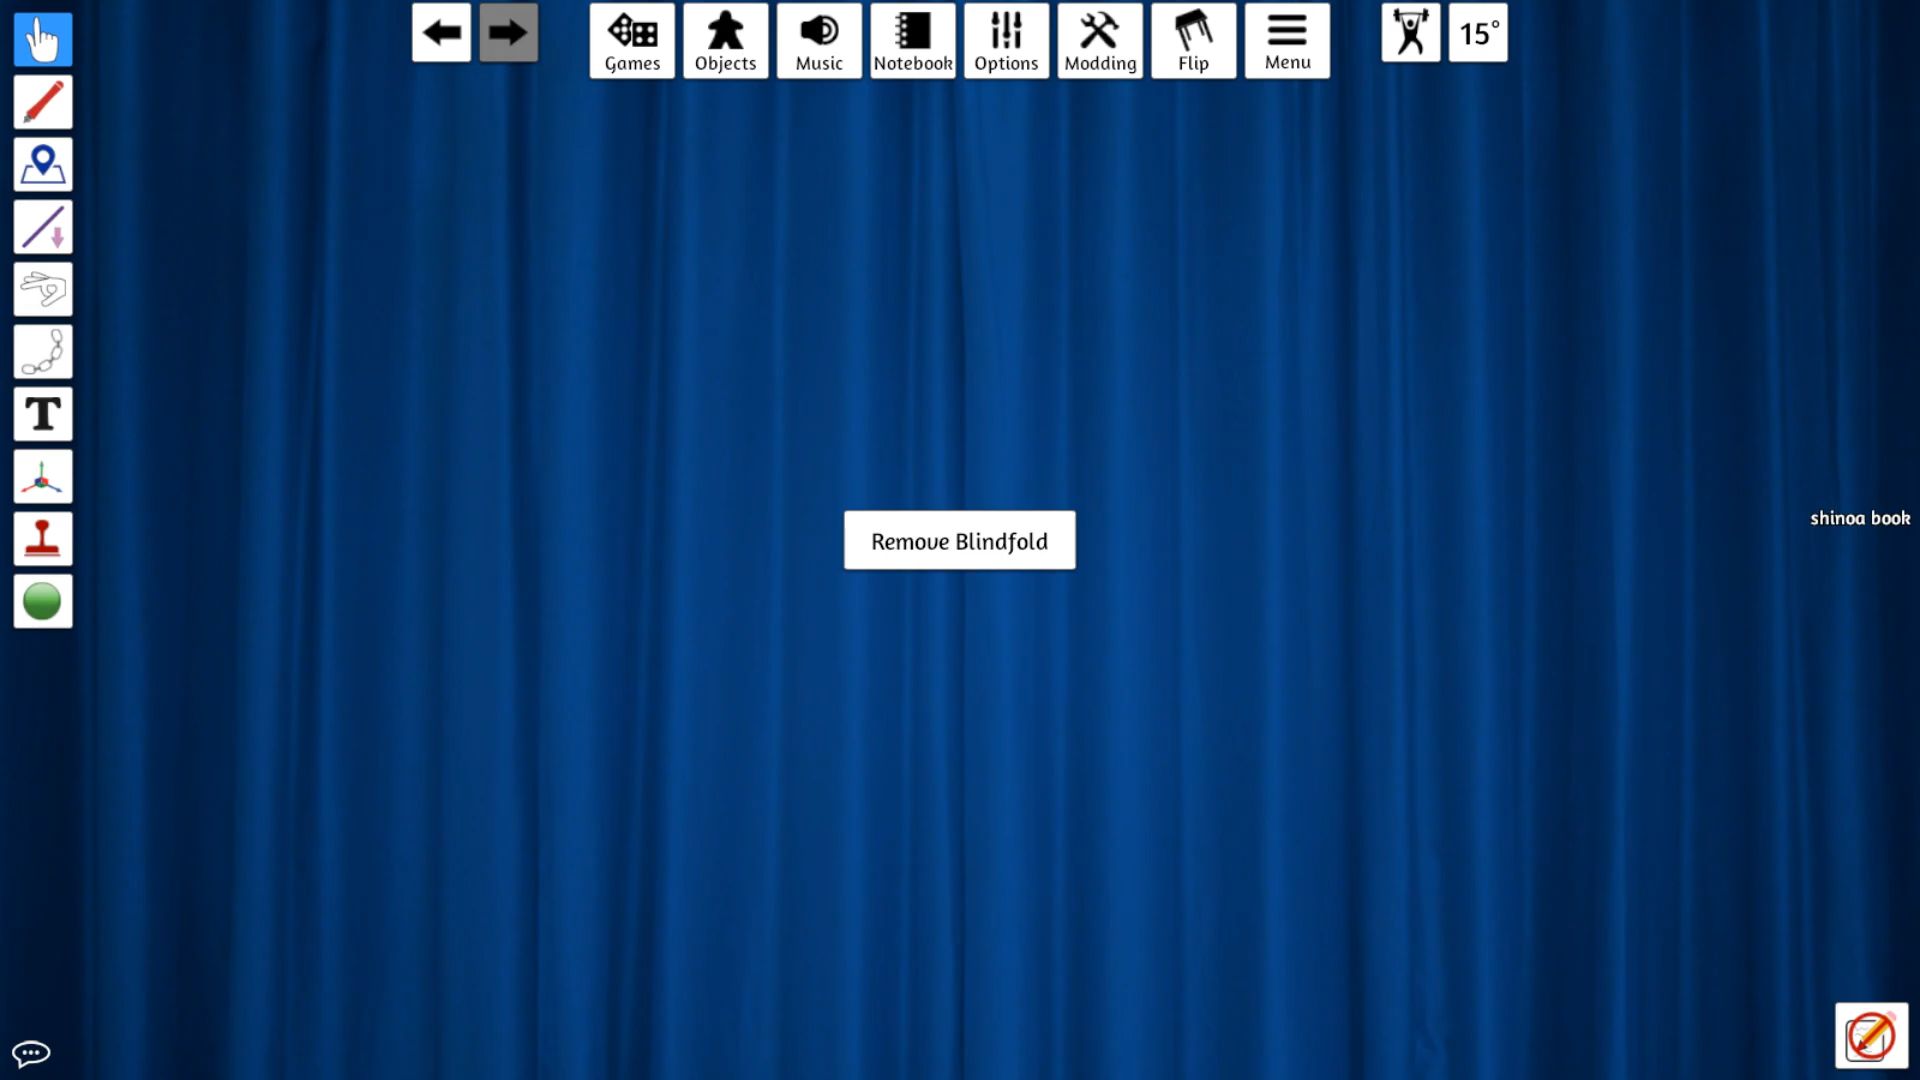 Games
Objects
Music
Notebook
Options
Modding
Flip
Menu
15°
T
shinoa book
Remove Blindfold